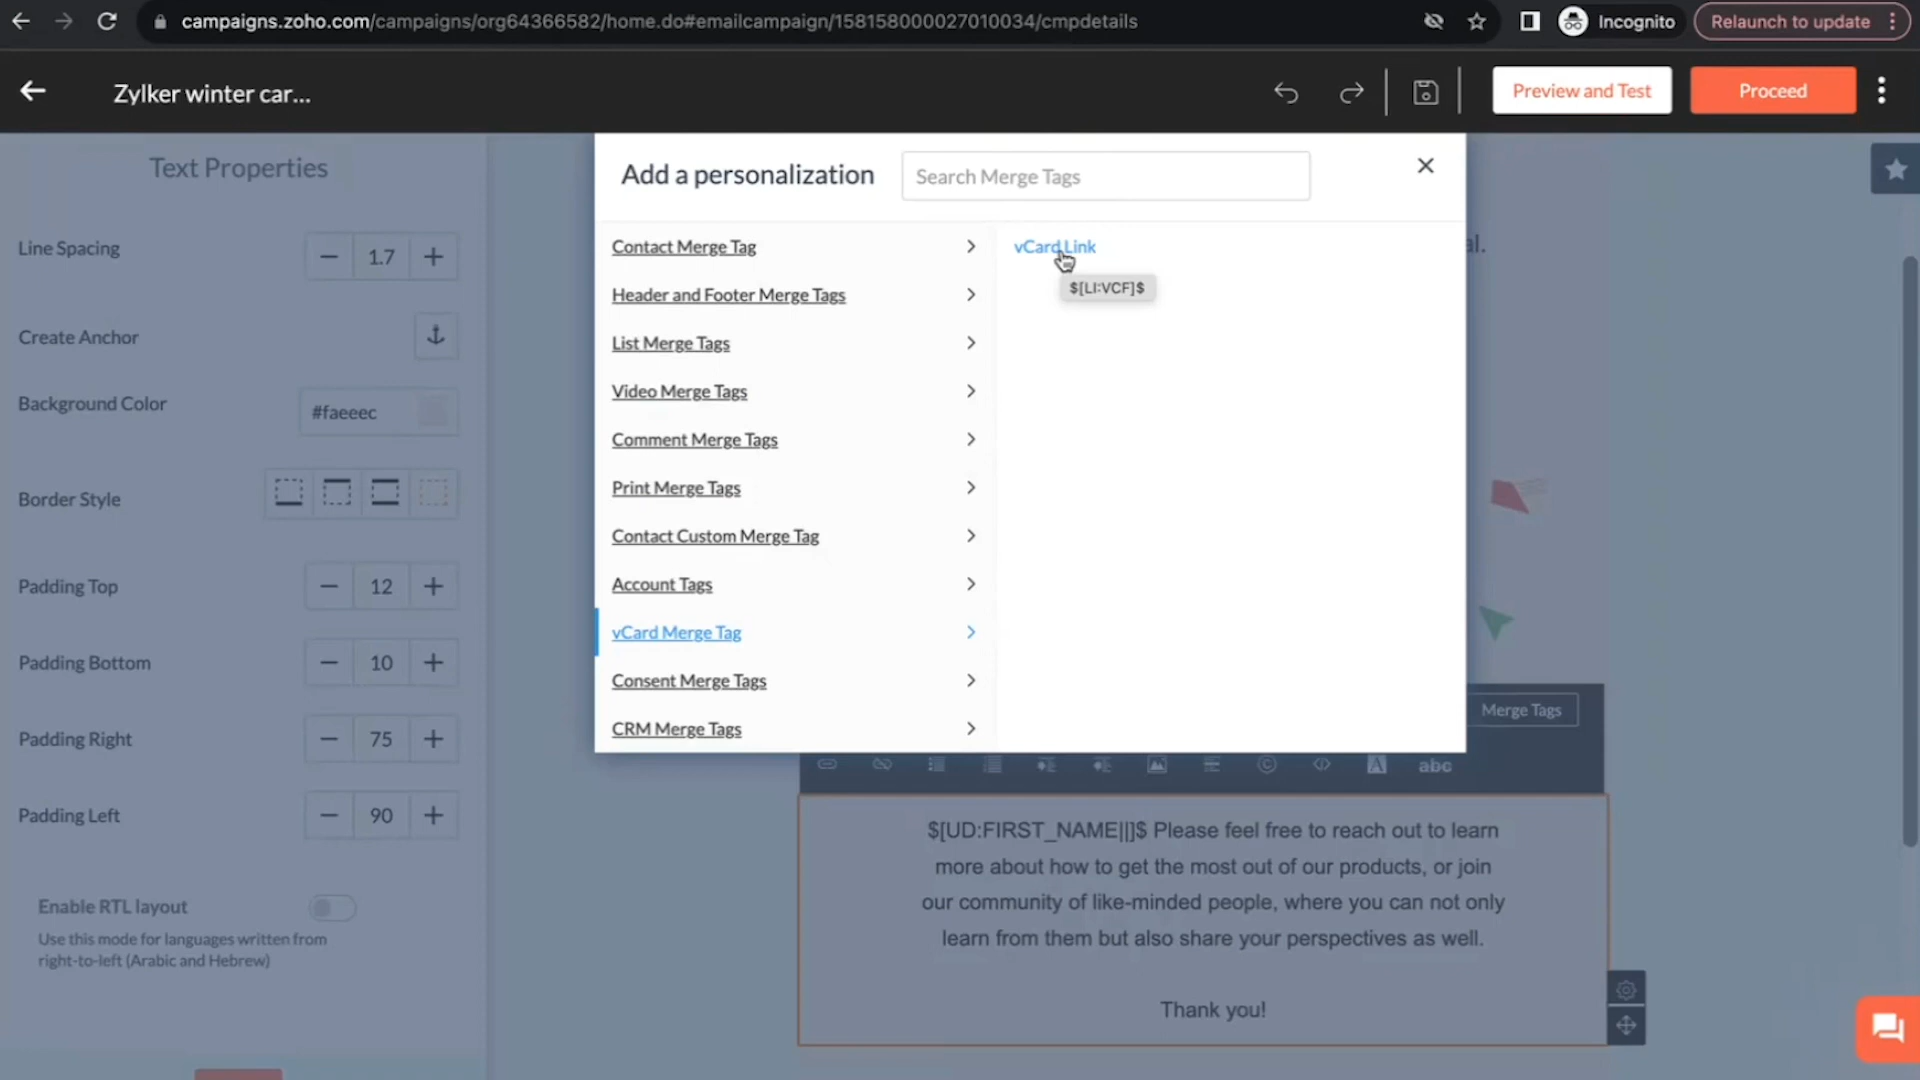 campaigns.zoho.com/campaigns/org64366582/home.do#emailcampaign/158158000027010034/cmpdetails
Incognito
Relaunch to update
Zylker winter car...
Preview and Test
Proceed
Text Properties
Line Spacing
1.7
Create Anchor
Background Color
#faeeec
Border Style
Padding Top
12
Padding Bottom
10
Padding Right
75
Padding Left
90
Enable RTL layout
Use this mode for languages written from
right-to-left (Arabic and Hebrew)
Add a personalization
Search Merge Tags
Contact Merge Tag
Header and Footer Merge Tags
List Merge Tags
Video Merge Tags
Comment Merge Tags
Print Merge Tags
Contact Custom Merge Tag
Account Tags
vCard Merge Tag
Consent Merge Tags
CRM Merge Tags
vCard Link
$[LI:VCF]$
al.
Merge Tags
abc
$[UD:FIRST_NAME||]$ Please feel free to reach out to learn
more about how to get the most out of our products, or join
our community of like-minded people, where you can not only
learn from them but also share your perspectives as well.
Thank you!